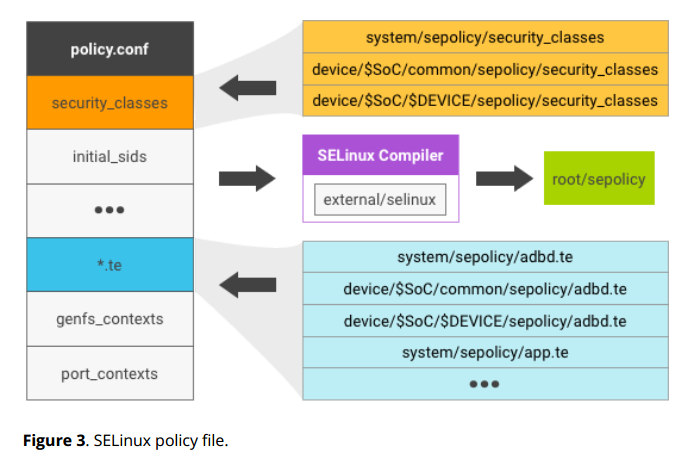 policy.conf
security_classes
initial_sids
•••
*.te
genfs_contexts
port_contexts
system/sepolicy/security_classes
device/$SoC/common/sepolicy/security_classes
device/$SoC/$DEVICE/sepolicy/security_classes
SELinux Compiler
external/selinux
root/sepolicy
system/sepolicy/adbd.te
device/$SoC/common/sepolicy/adbd.te
device/$SoC/$DEVICE/sepolicy/adbd.te
system/sepolicy/app.te
•••
Figure 3. SELinux policy file.